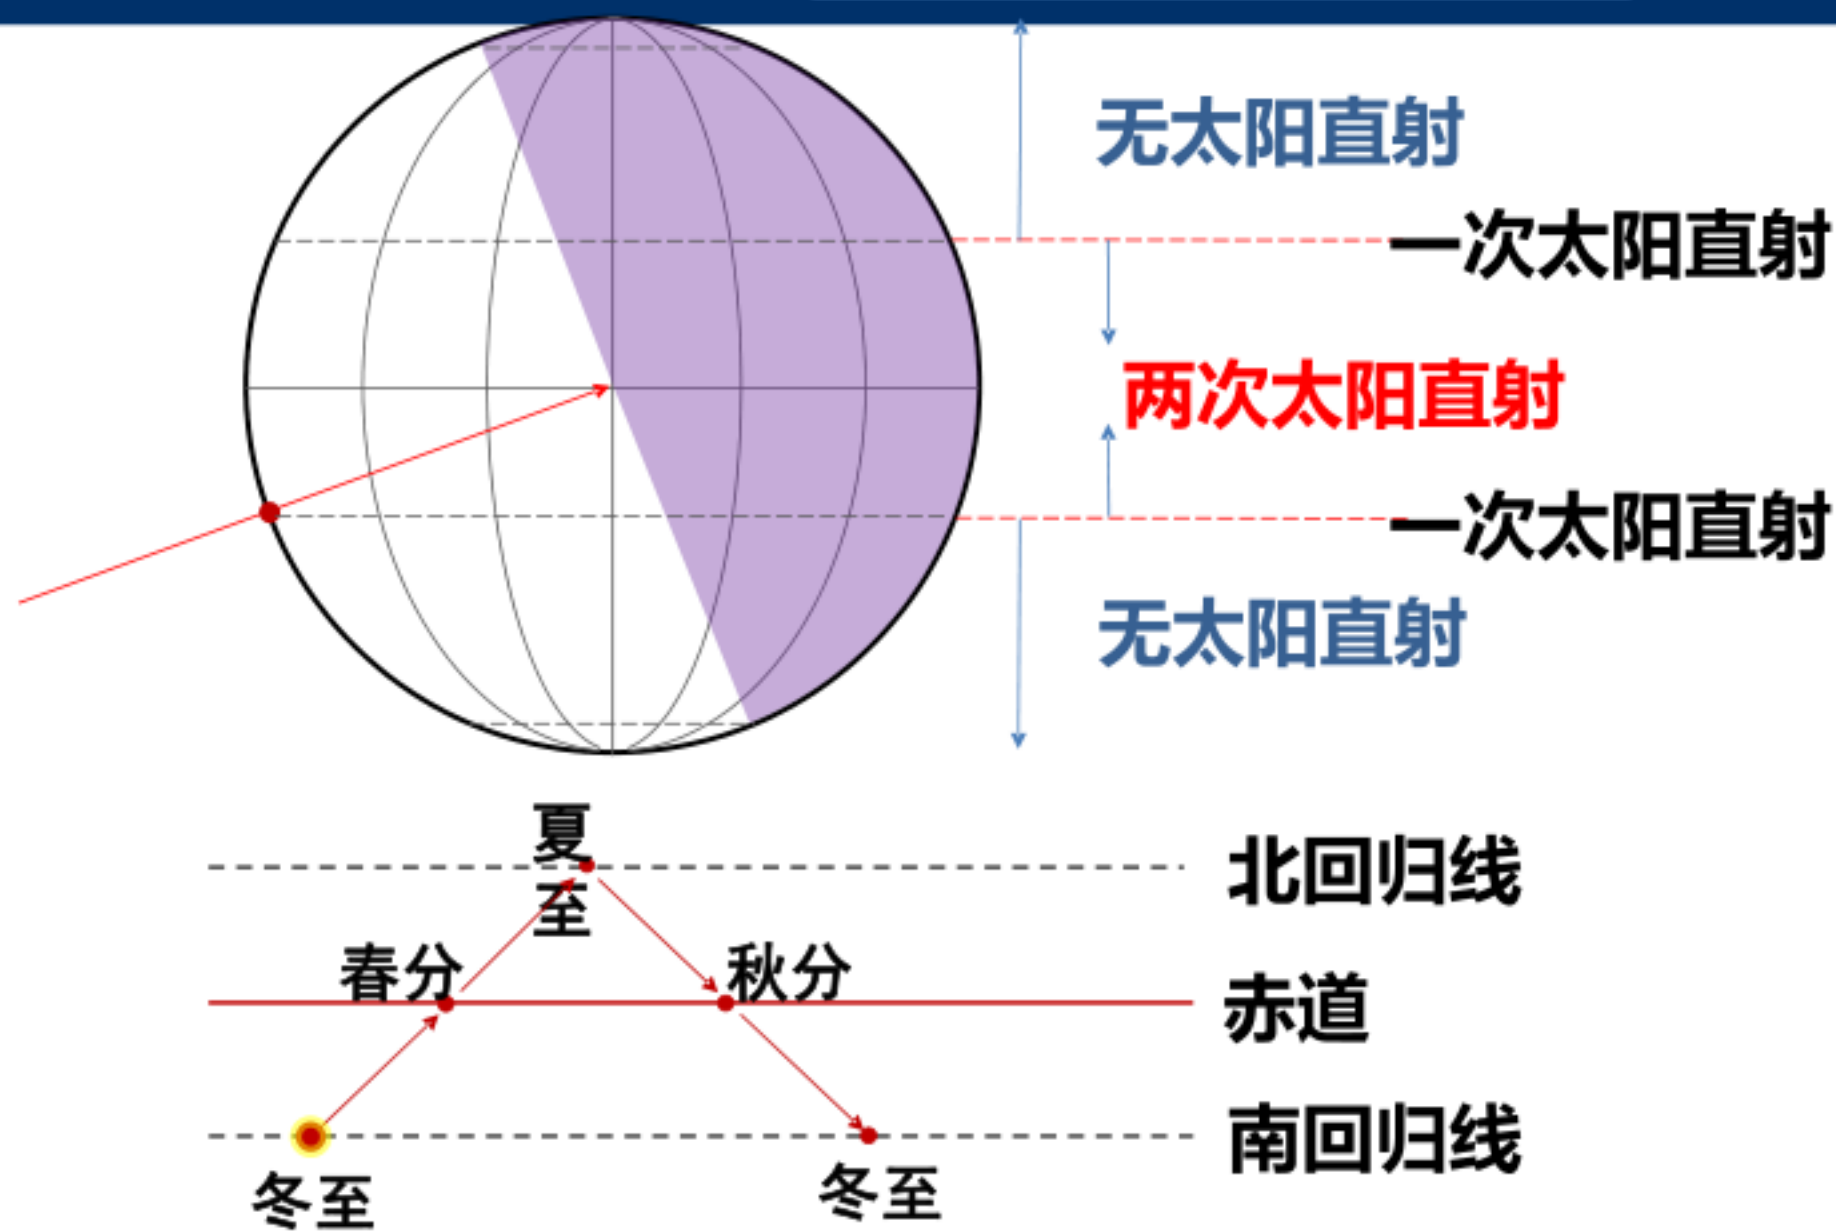 无太阳直射
一次太阳直射
两次太阳直射
一次太阳直射
无太阳直射
夏
至
北回归线
春分
秋分
赤道
南回归线
冬至
冬至